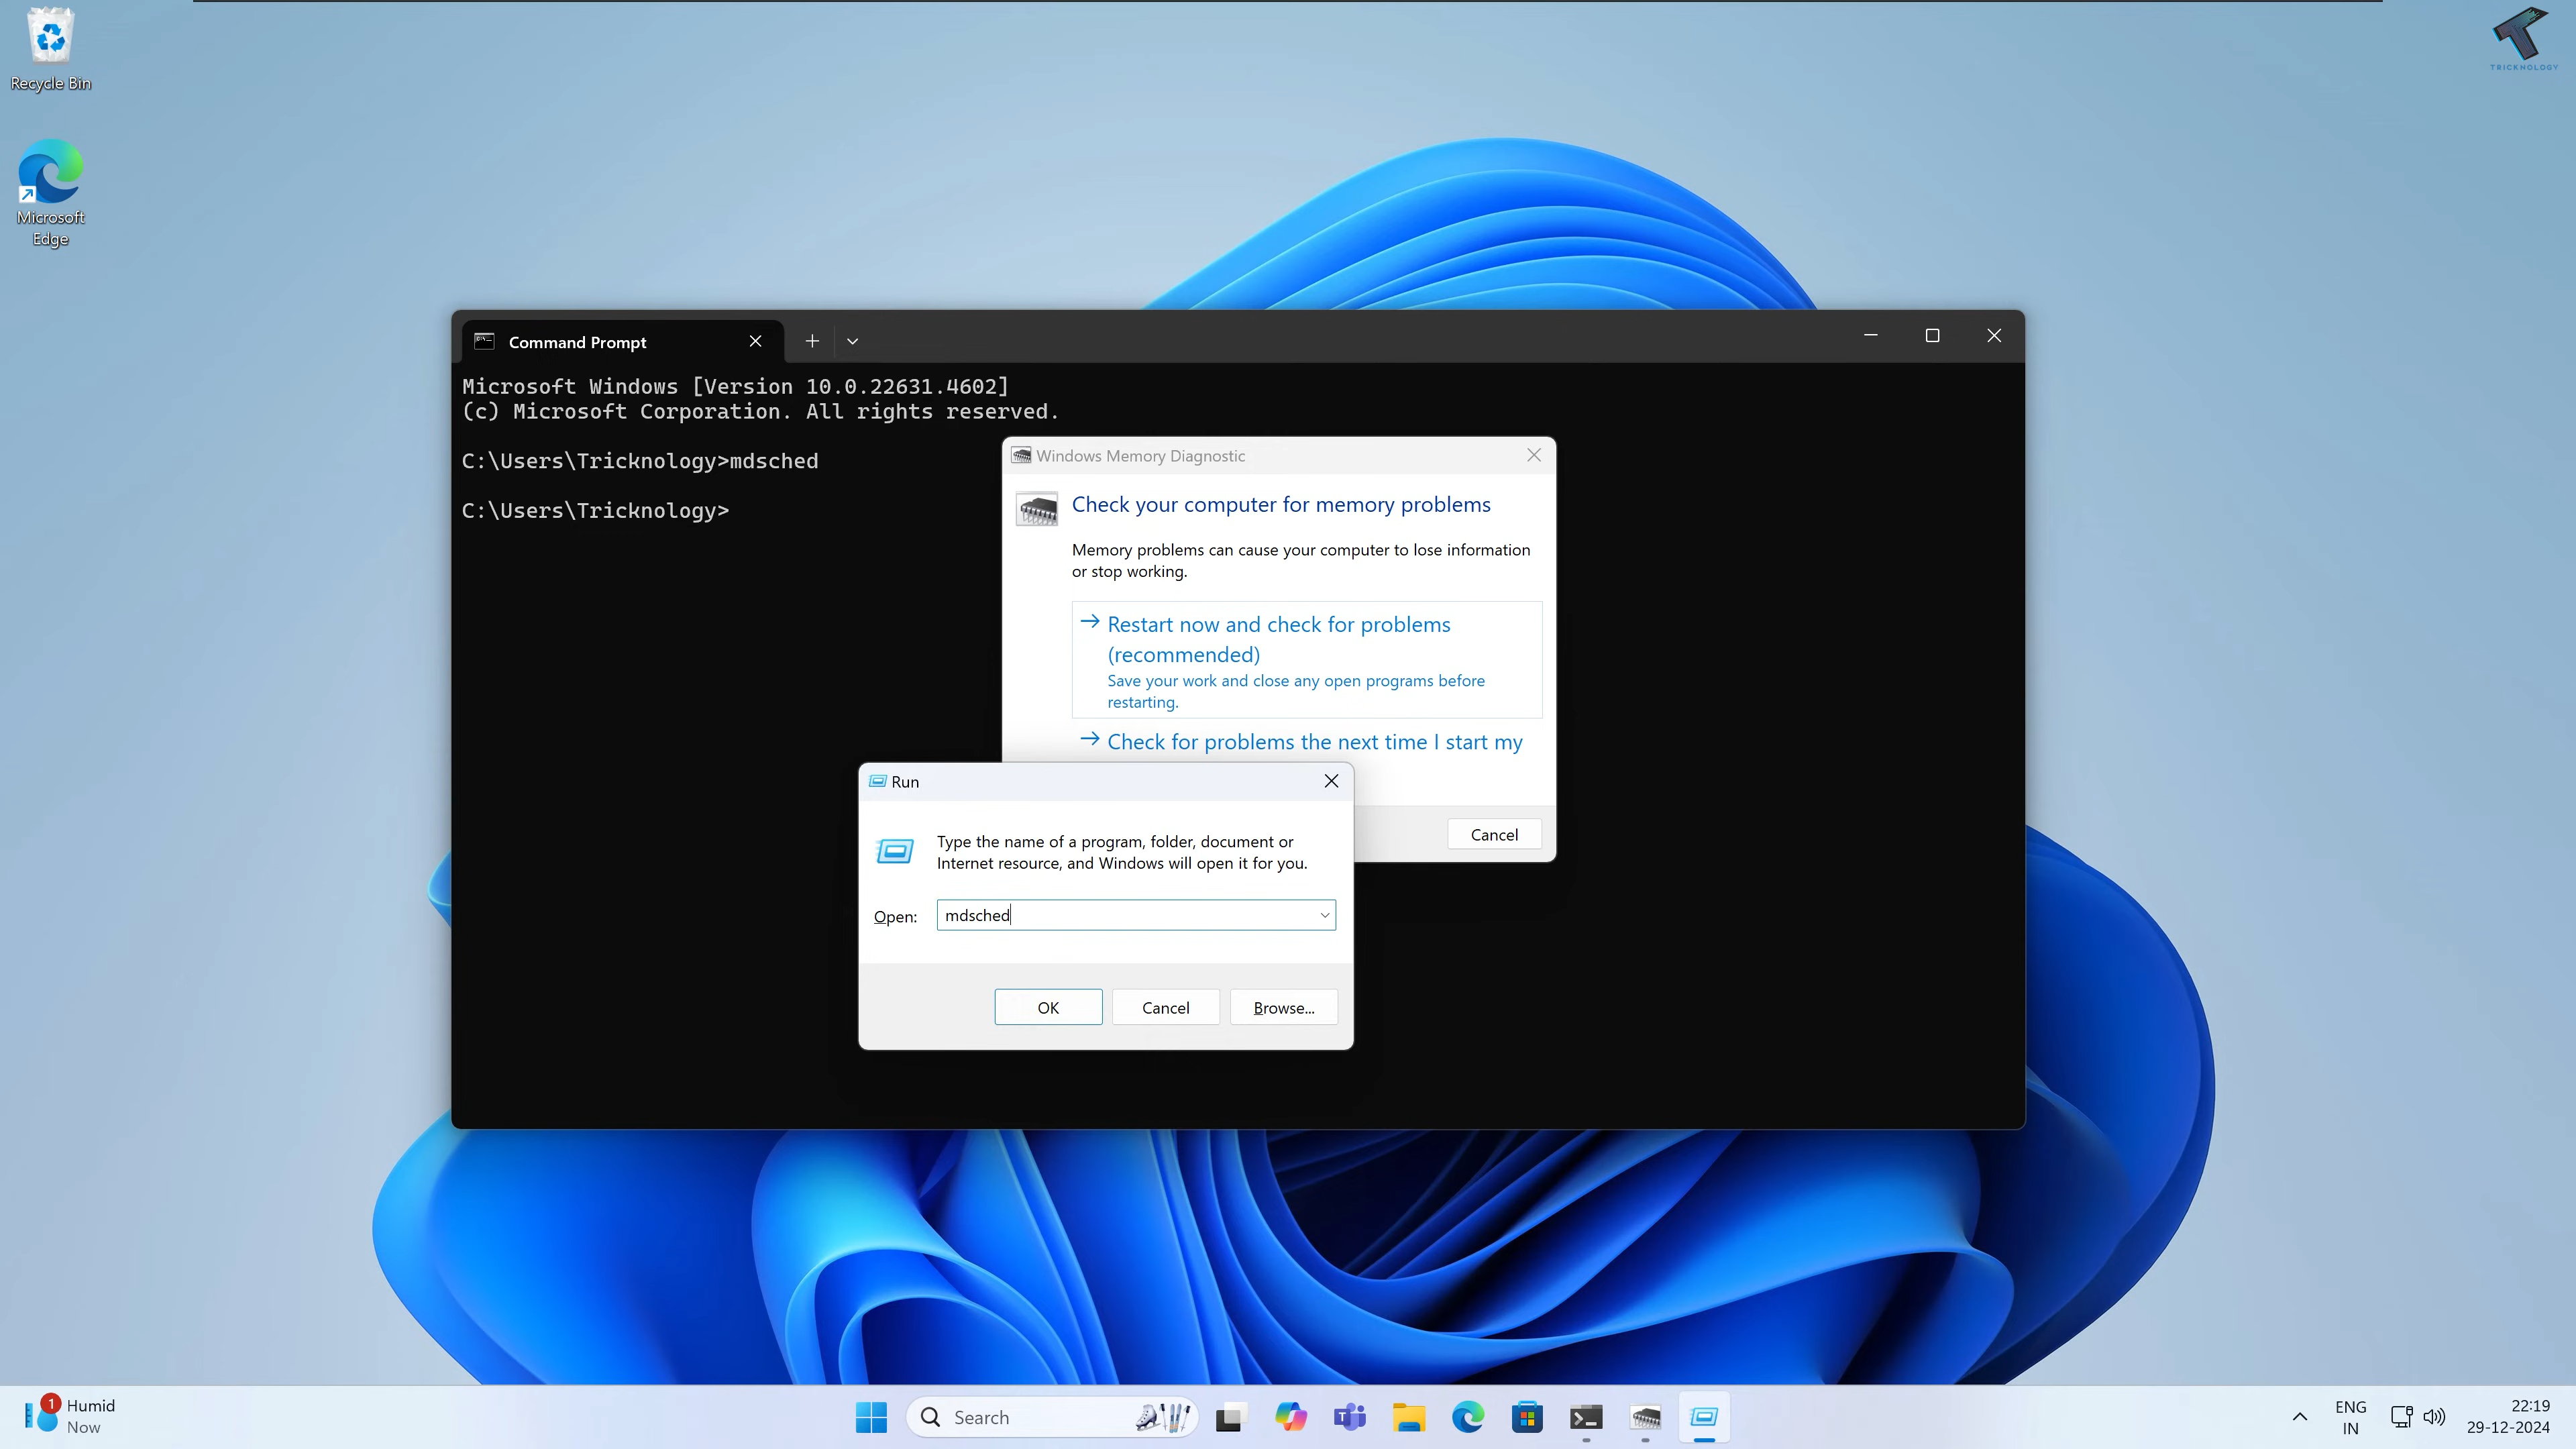 Recycle Bin
Microsoft
Edge
TRICKNOLOGY
Command Prompt
Microsoft Windows [Version 10.0.22631.4602]
(c) Microsoft Corporation. All rights reserved.
C:\Users\Tricknology>mdsched
C:\Users\Tricknology>
Windows Memory Diagnostic
Check your computer for memory problems
Memory problems can cause your computer to lose information
or stop working.
Restart now and check for problems
(recommended)
Save your work and close any open programs before
restarting.
Check for problems the next time I start my
Cancel
Run
Type the name of a program, folder, document or
Internet resource, and Windows will open it for you.
Open: mdsched
OK Cancel Browse...
1
Humid
Now
Search
ENG
IN
22:19
29-12-2024